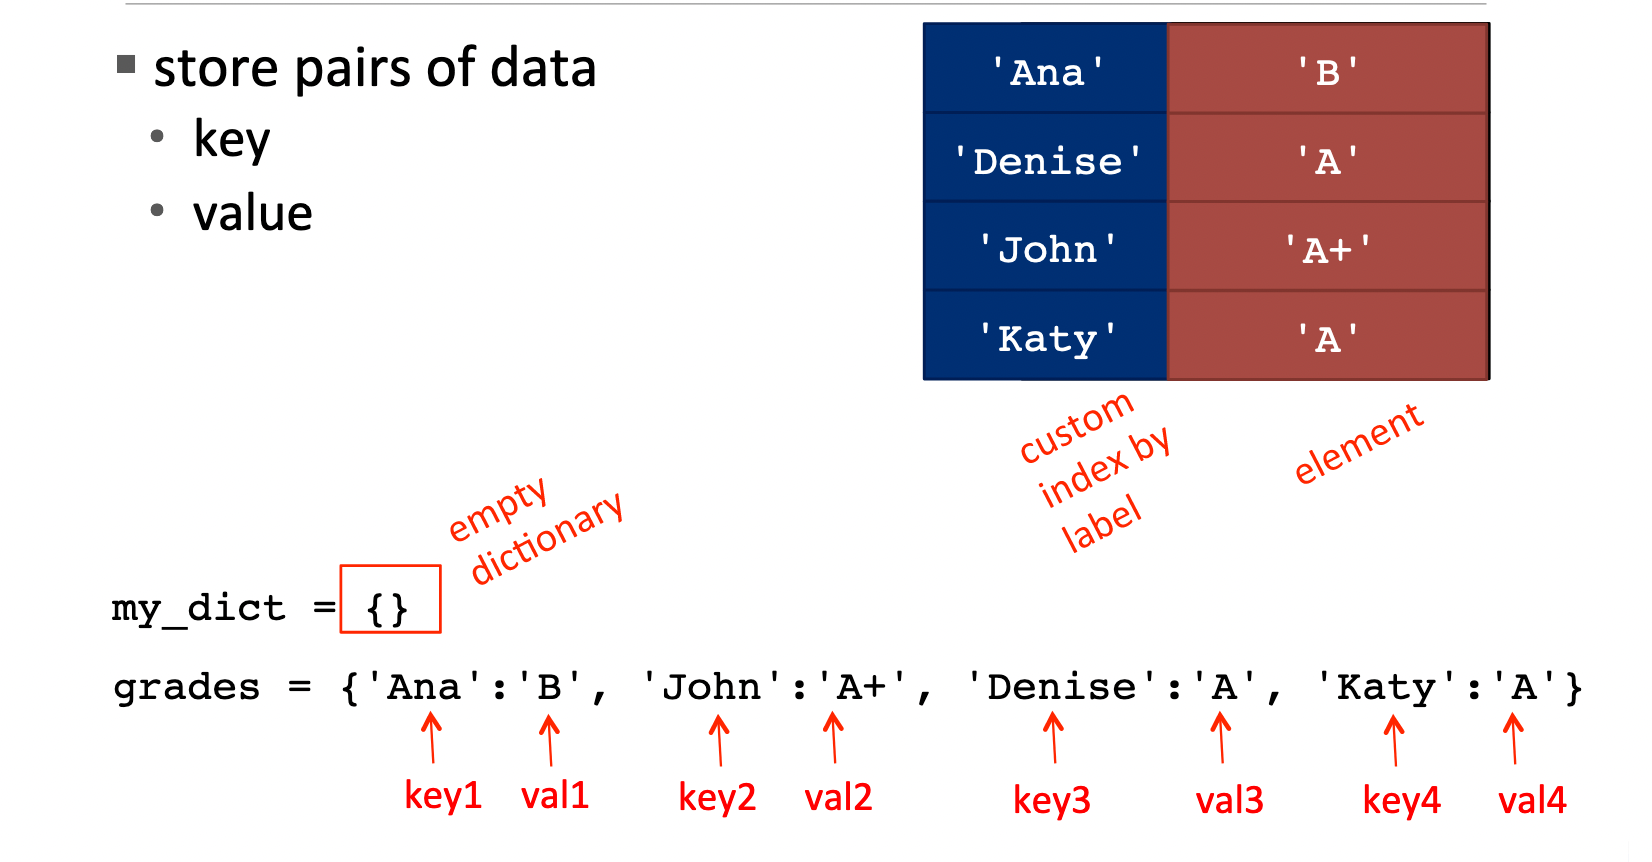 ▪ store pairs of data
• key
• value
'Ana' 'B'
'Denise' 'A'
'John' 'A+'
'Katy' 'A'
custom
index by
label
element
empty
dictionary
my_dict = {}
grades = {'Ana':'B', 'John':'A+', 'Denise':'A', 'Katy':'A'}
key1 val1 key2 val2 key3 val3 key4 val4